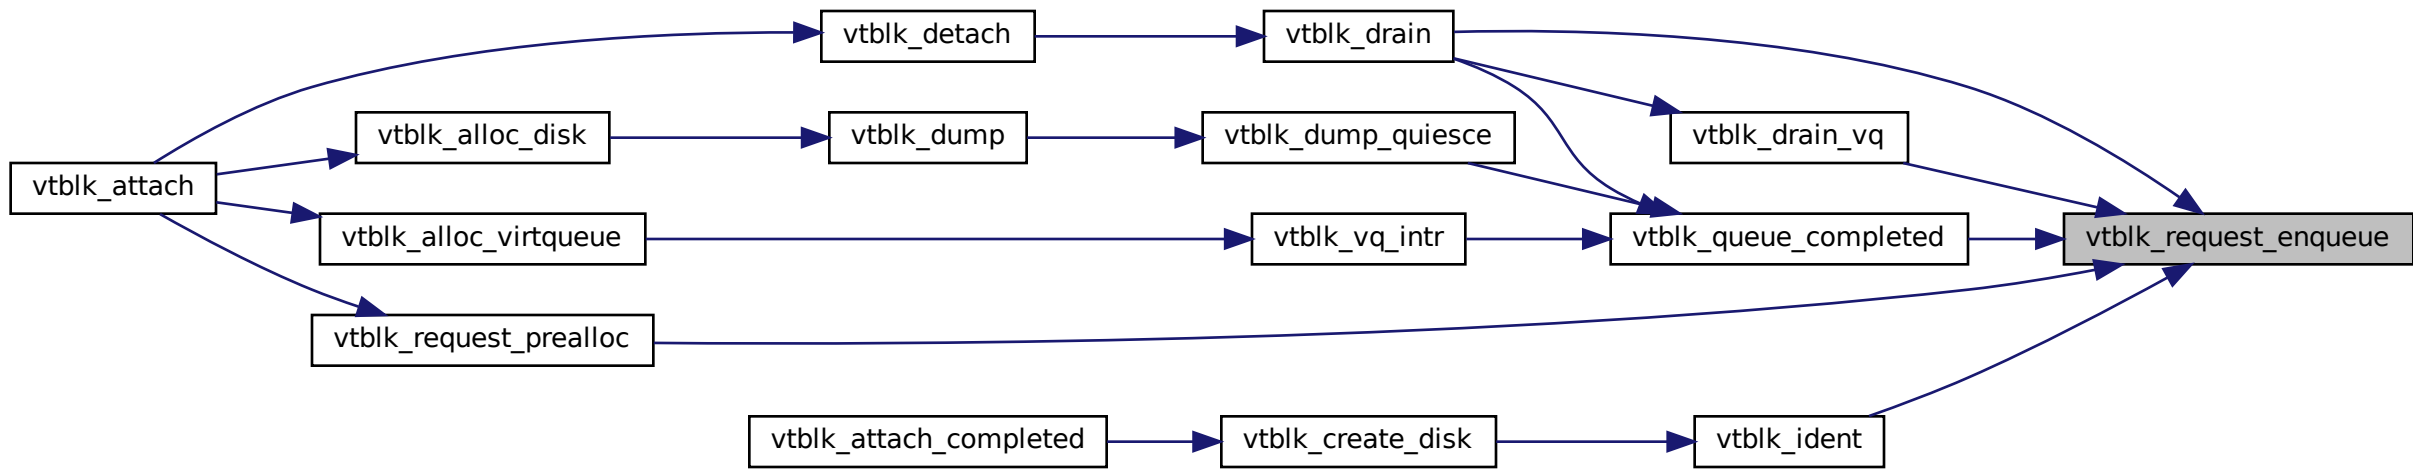 vtblk_detach
vtblk_drain
vtblk_alloc_disk
vtblk_dump
vtblk_dump_quiesce
vtblk_drain_vq
vtblk_attach
vtblk_alloc_virtqueue
vtblk_vq_intr
vtblk_queue_completed
vtblk_request_enqueue
vtblk_request_prealloc
vtblk_attach_completed
vtblk_create_disk
vtblk_ident